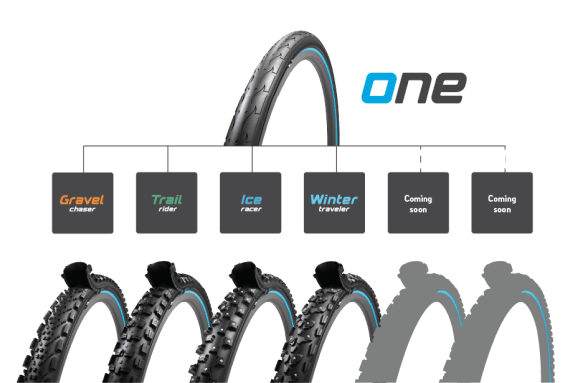 one
Gravel
chaser
Trail
rider
Ice
racer
Winter
traveler
Coming
soon
Coming
soon